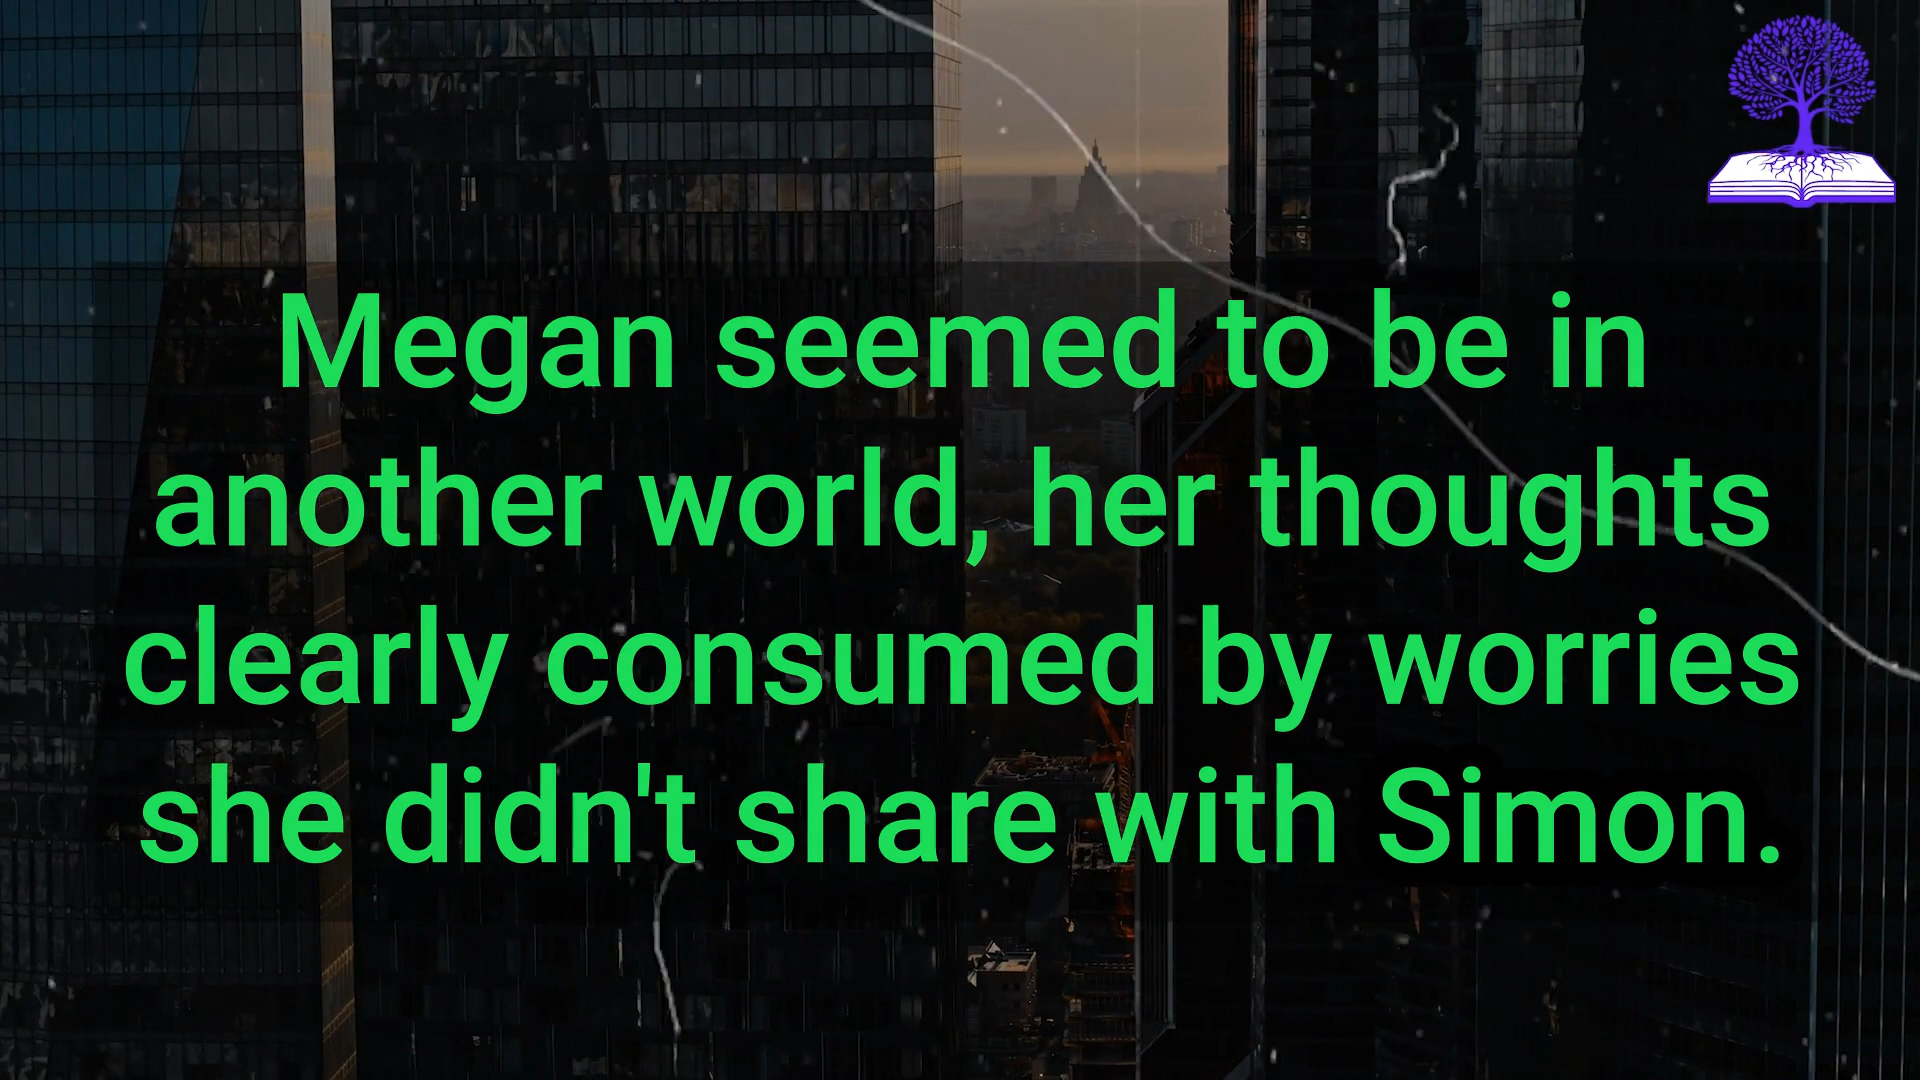 Megan seemed to be in
another world, her thoughts
clearly consumed by worries
she didn't share with Simon.